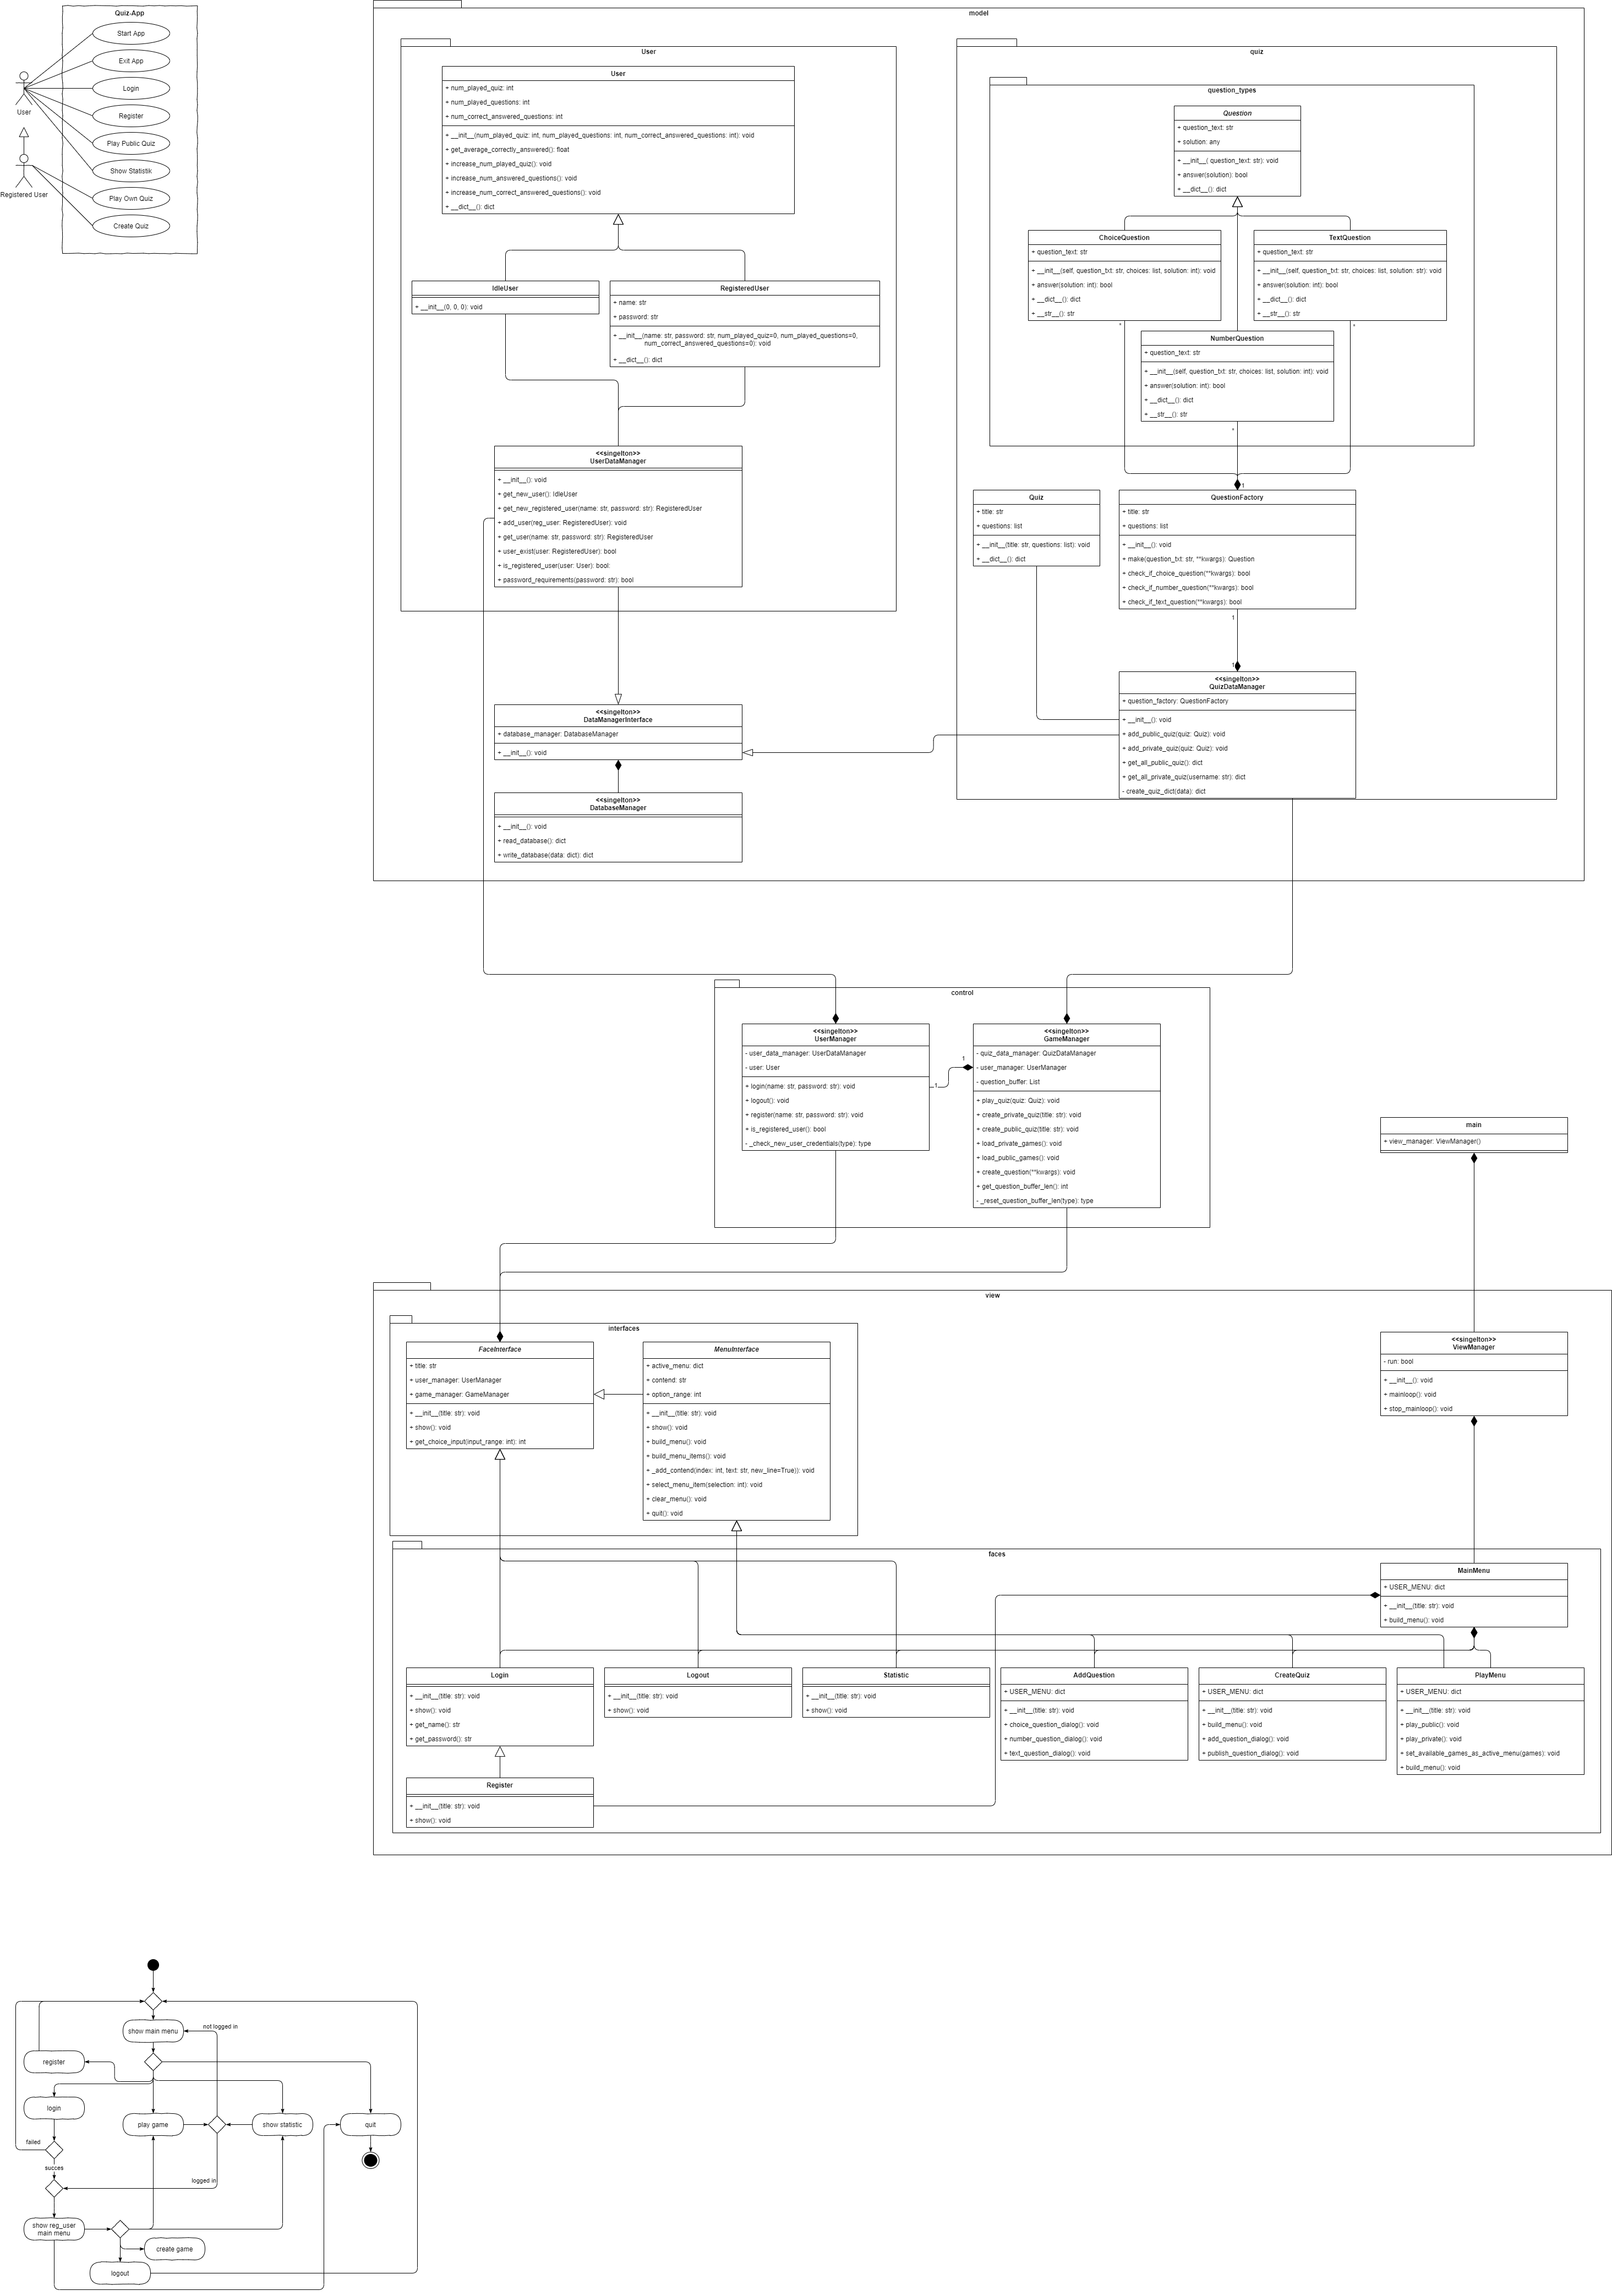 Quiz-App
Start App
Exit App
Login
Register
Play Public Quiz
Show Statistik
Play Own Quiz
Create Quiz
User
Registered User
model
User
User
+ num_played_quiz: int
+ num_played_questions: int
+ num_correct_answered_questions: int
+ __init__(num_played_quiz: int, num_played_questions: int, num_correct_answered_questions: int): void
+ get_average_correctly_answered(): float
+ increase_num_played_quiz(): void
+ increase_num_answered_questions(): void
+ increase_num_correct_answered_questions(): void
+ __dict__(): dict
IdleUser
+ __init__(0, 0, 0): void
RegisteredUser
+ name: str
+ password: str
+ __init__(name: str, password: str, num_played_quiz=0, num_played_questions=0,
num_correct_answered_questions=0): void
+ __dict__(): dict
<<singelton>>
UserDataManager
+ __init__(): void
+ get_new_user(): IdleUser
+ get_new_registered_user(name: str, password: str): RegisteredUser
+ add_user(reg_user: RegisteredUser): void
+ get_user(name: str, password: str): RegisteredUser
+ user_exist(user: RegisteredUser): bool
+ is_registered_user(user: User): bool:
+ password_requirements(password: str): bool
<<singelton>>
DataManagerInterface
+ database_manager: DatabaseManager
+ __init__(): void
<<singelton>>
DatabaseManager
+ __init__(): void
+ read_database(): dict
+ write_database(data: dict): dict
quiz
question_types
Question
+ question_text: str
+ solution: any
+ __init__( question_text: str): void
+ answer(solution): bool
+ __dict__(): dict
ChoiceQuestion
+ question_text: str
+ __init__(self, question_txt: str, choices: list, solution: int): void
+ answer(solution: int): bool
+ __dict__(): dict
+ __str__(): str
TextQuestion
+ question_text: str
+ __init__(self, question_txt: str, choices: list, solution: str): void
+ answer(solution: int): bool
+ __dict__(): dict
+ __str__(): str
*
*
NumberQuestion
+ question_text: str
+ __init__(self, question_txt: str, choices: list, solution: int): void
+ answer(solution: int): bool
+ __dict__(): dict
+ __str__(): str
*
1
Quiz
+ title: str
+ questions: list
+ __init__(title: str, questions: list): void
+ __dict__(): dict
QuestionFactory
+ title: str
+ questions: list
+ __init__(): void
+ make(question_txt: str, **kwargs): Question
+ check_if_choice_question(**kwargs): bool
+ check_if_number_question(**kwargs): bool
+ check_if_text_question(**kwargs): bool
1
1
<<singelton>>
QuizDataManager
+ question_factory: QuestionFactory
+ __init__(): void
+ add_public_quiz(quiz: Quiz): void
+ add_private_quiz(quiz: Quiz): void
+ get_all_public_quiz(): dict
+ get_all_private_quiz(username: str): dict
- create_quiz_dict(data): dict
control
<<singelton>>
UserManager
- user_data_manager: UserDataManager
- user: User
+ login(name: str, password: str): void
+ logout(): void
+ register(name: str, password: str): void
+ is_registered_user(): bool
- _check_new_user_credentials(type): type
1
1
<<singelton>>
GameManager
- quiz_data_manager: QuizDataManager
- user_manager: UserManager
- question_buffer: List
+ play_quiz(quiz: Quiz): void
+ create_private_quiz(title: str): void
+ create_public_quiz(title: str): void
+ load_private_games(): void
+ load_public_games(): void
+ create_question(**kwargs): void
+ get_question_buffer_len(): int
- _reset_question_buffer_len(type): type
main
+ view_manager: ViewManager()
view
interfaces
FaceInterface
+ title: str
+ user_manager: UserManager
+ game_manager: GameManager
+ __init__(title: str): void
+ show(): void
+ get_choice_input(input_range: int): int
MenuInterface
+ active_menu: dict
+ contend: str
+ option_range: int
+ __init__(title: str): void
+ show(): void
+ build_menu(): void
+ build_menu_items(): void
+ _add_contend(index: int, text: str, new_line=True)): void
+ select_menu_item(selection: int): void
+ clear_menu(): void
+ quit(): void
<<singelton>>
ViewManager
- run: bool
+ __init__(): void
+ mainloop(): void
+ stop_mainloop(): void
faces
MainMenu
+ USER_MENU: dict
+ __init__(title: str): void
+ build_menu(): void
Login
+ __init__(title: str): void
+ show(): void
+ get_name(): str
+ get_password(): str
Logout
+ __init__(title: str): void
+ show(): void
Statistic
+ __init__(title: str): void
+ show(): void
AddQuestion
+ USER_MENU: dict
+ __init__(title: str): void
+ choice_question_dialog(): void
+ number_question_dialog(): void
+ text_question_dialog(): void
CreateQuiz
+ USER_MENU: dict
+ __init__(title: str): void
+ build_menu(): void
+ add_question_dialog(): void
+ publish_question_dialog(): void
PlayMenu
+ USER_MENU: dict
+ __init__(title: str): void
+ play_public(): void
+ play_private(): void
+ set_available_games_as_active_menu(games): void
+ build_menu(): void
Register
+ __init__(title: str): void
+ show(): void
show main menu
not logged in
register
login
play game
show statistic
quit
failed
succes
logged in
show reg_user
main menu
create game
logout